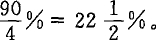 90/4 % = 22 1/2 %。